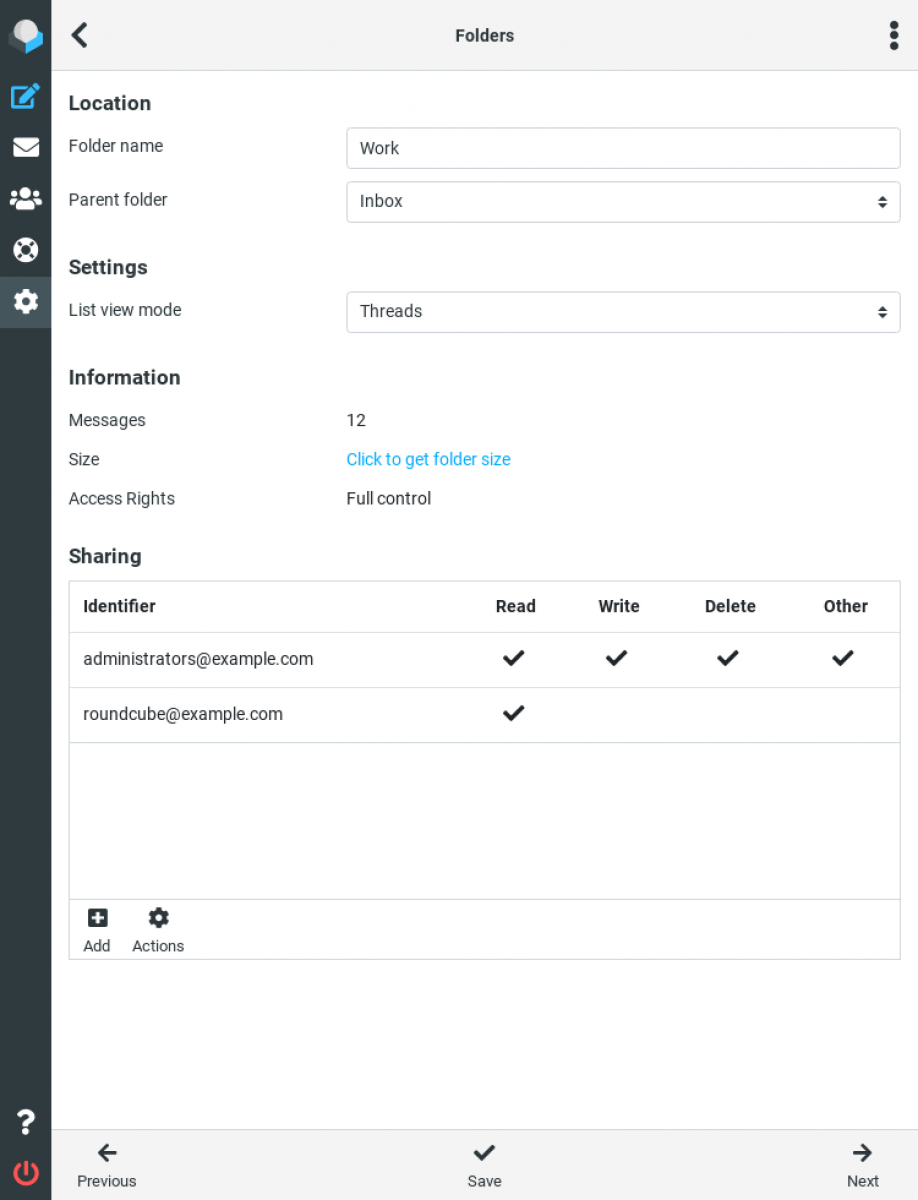 Folders
Location
Folder name Work
Parent folder Inbox
Settings
List view mode Threads
Information
Messages 12
Size Click to get folder size
Access Rights Full control
Sharing
Identifier Read Write Delete Other
administrators@example.com
roundcube@example.com
Add Actions
Previous Save Next